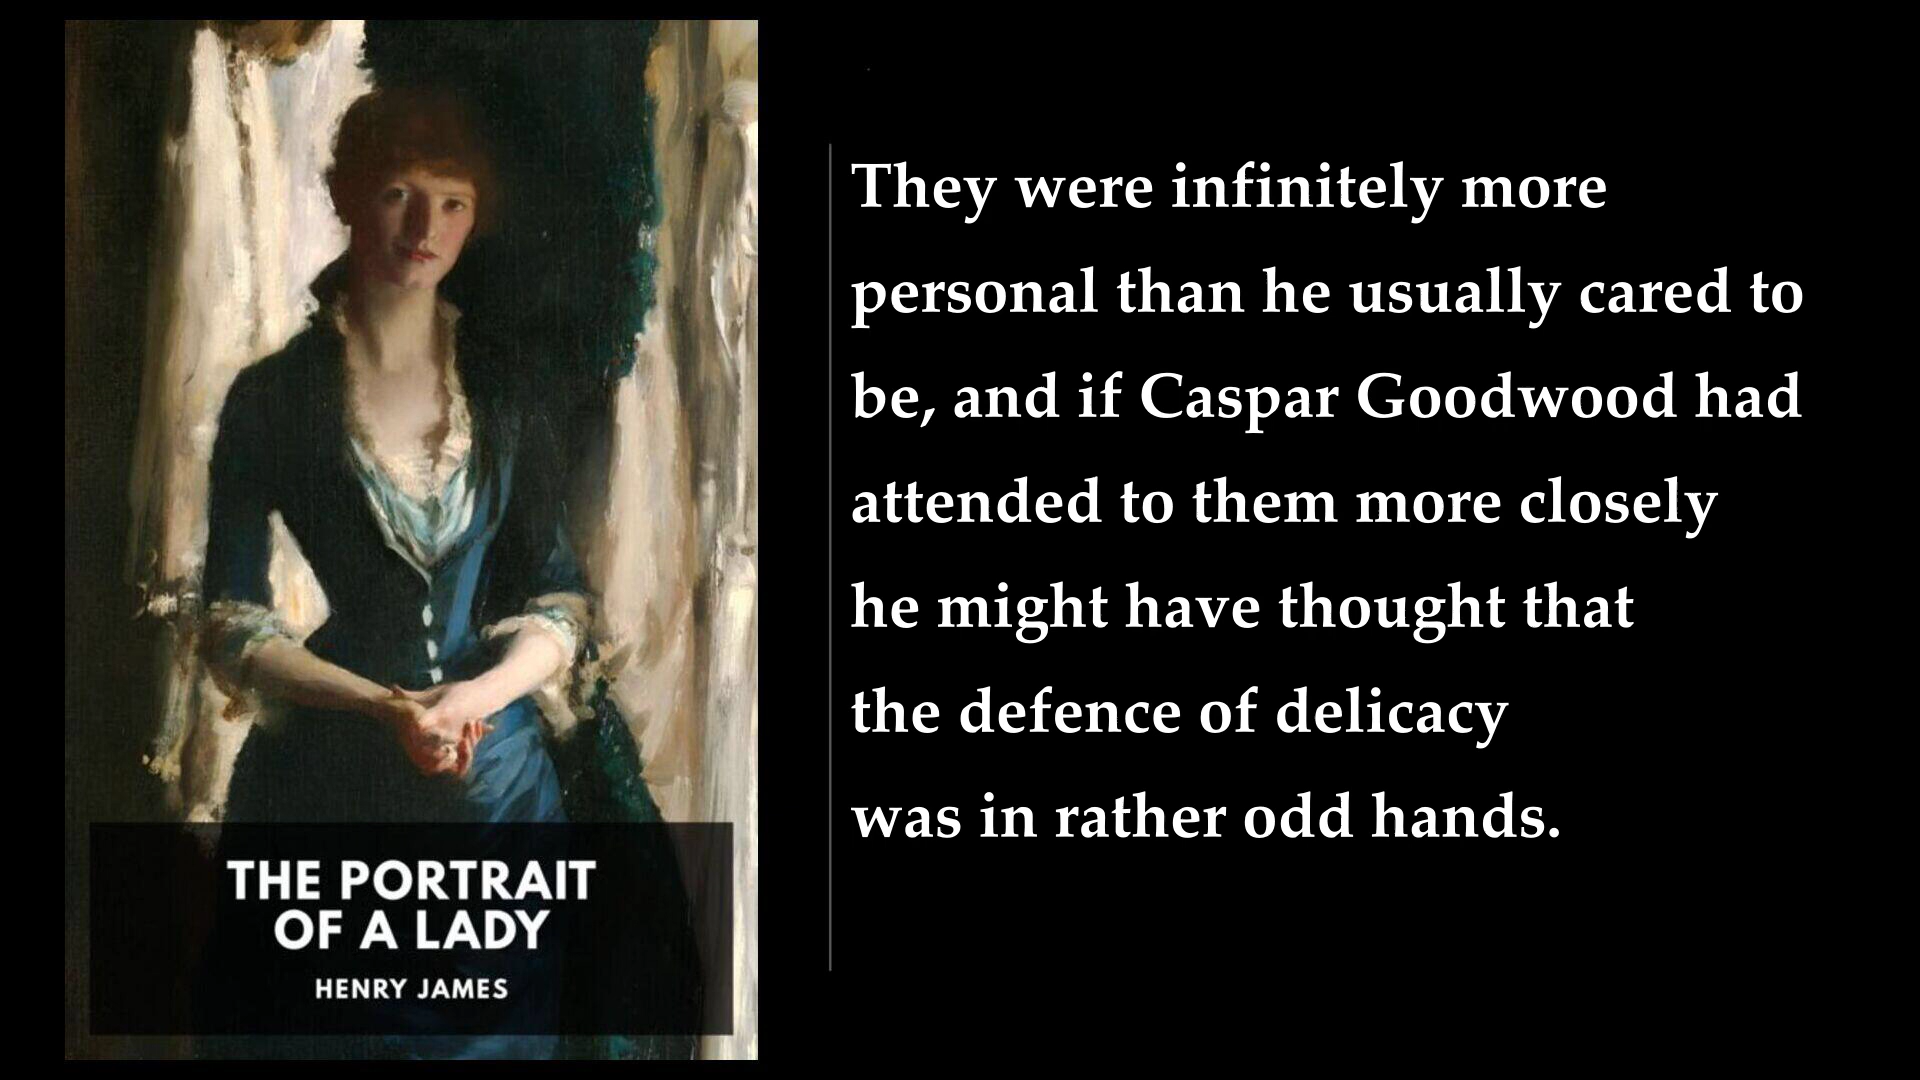 THE PORTRAIT
OF A LADY
HENRY JAMES
They were infinitely more
personal than he usually cared to
be, and if Caspar Goodwood had
attended to them more closely
he might have thought that
the defence of delicacy
was in rather odd hands.